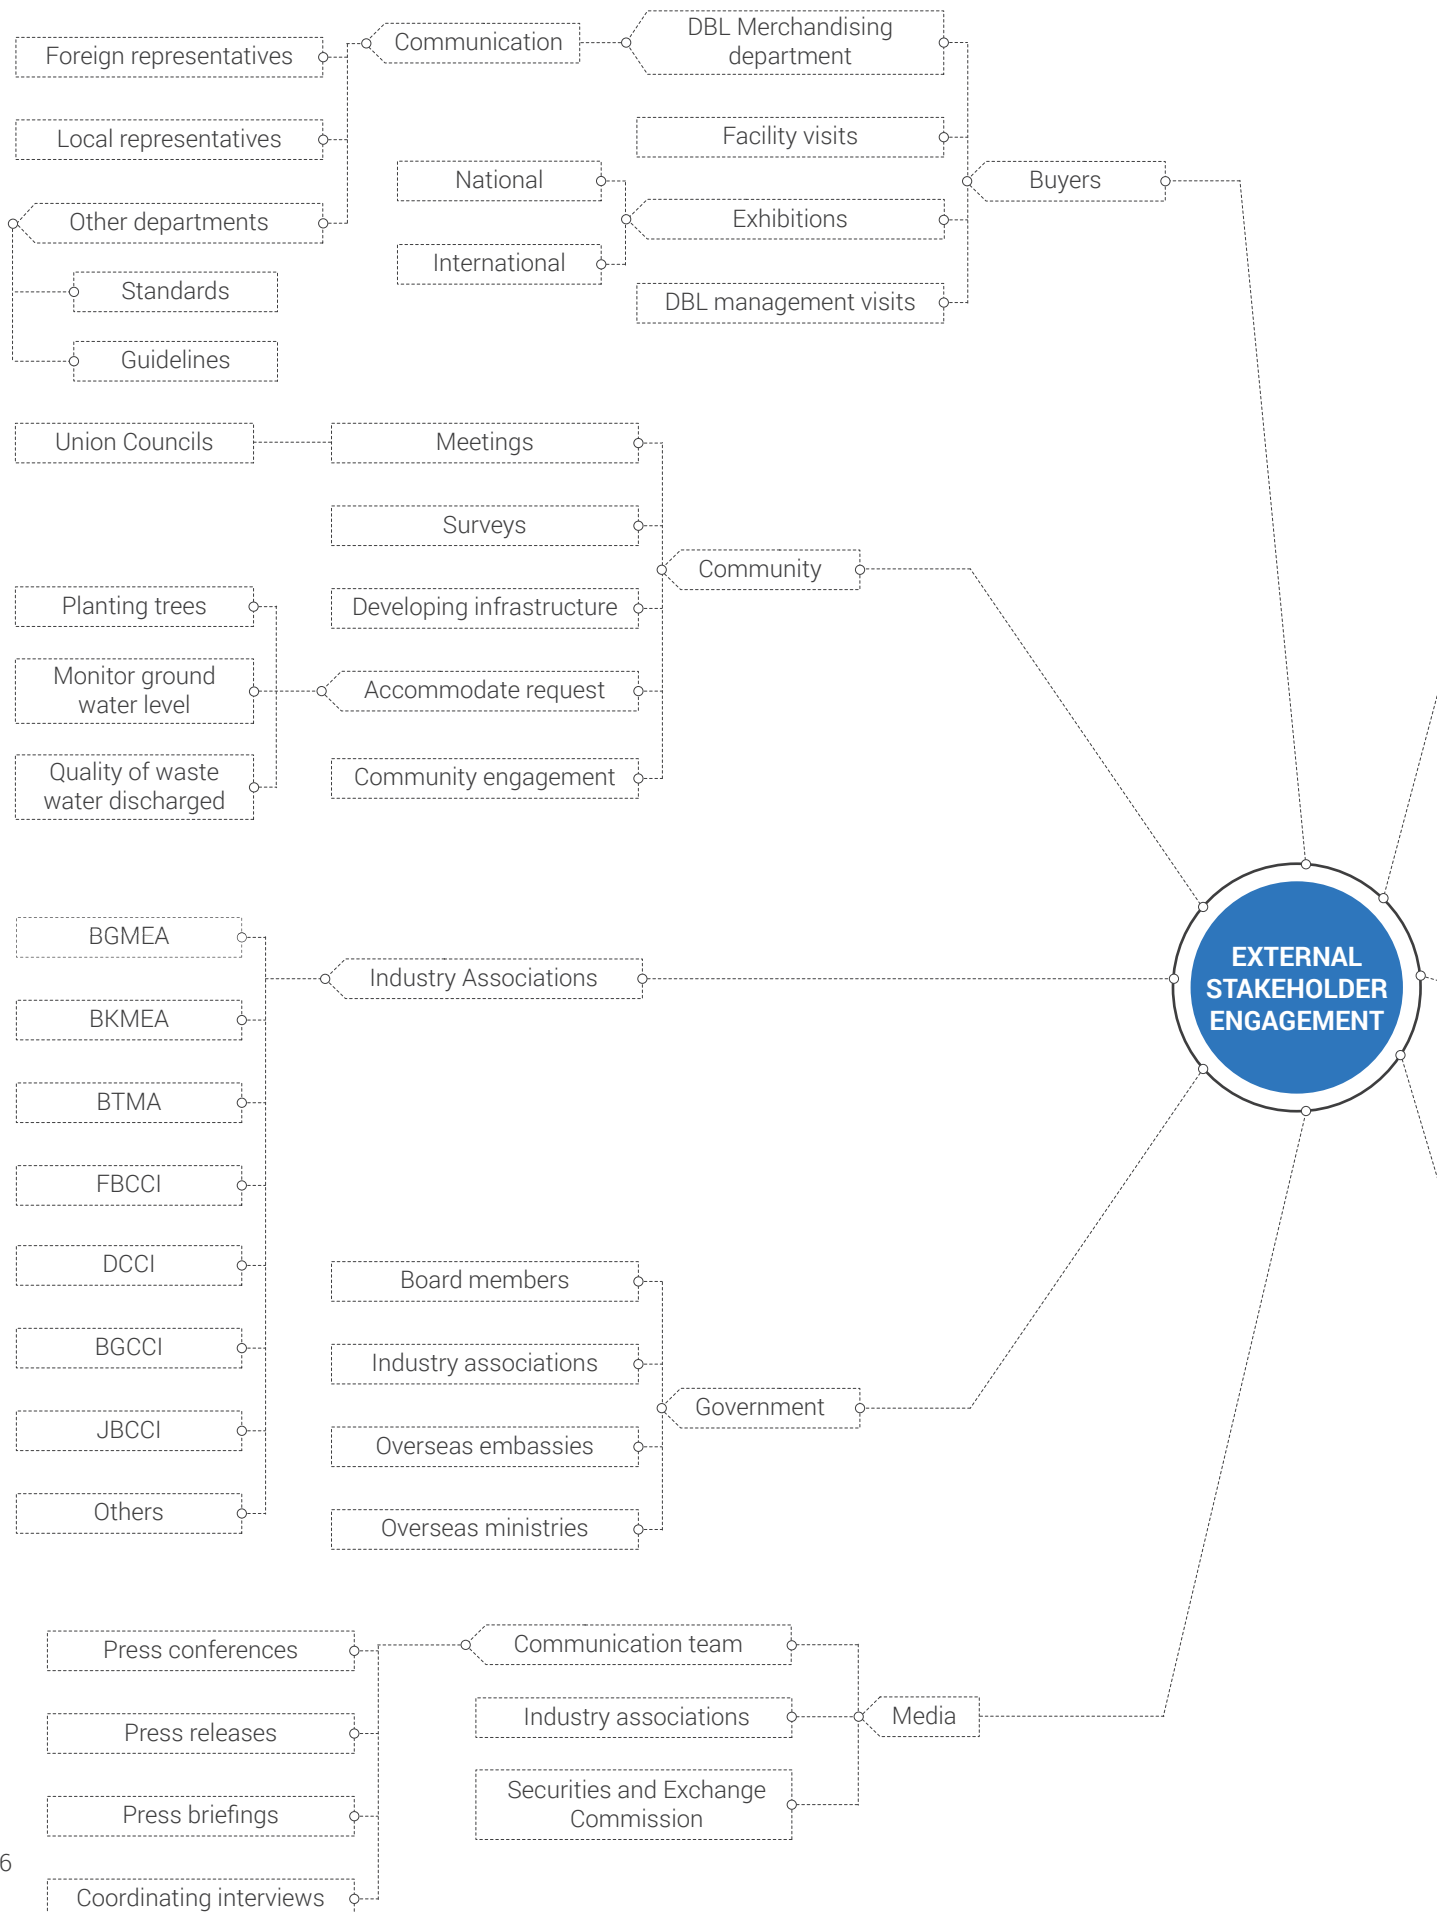 DBL Merchandising
department
Communication
Foreign representatives
Local representatives
Facility visits
National
Buyers
Other departments
Exhibitions
International
Standards
DBL management visits
Guidelines
Union Councils
Meetings
Surveys
Community
Planting trees
Developing infrastructure
Monitor ground
water level
Accommodate request
Quality of waste
water discharged
Community engagement
BGMEA
Industry Associations
EXTERNAL
STAKEHOLDER
ENGAGEMENT
BKMEA
BTMA
FBCCI
DCCI
Board members
BGCCI
Industry associations
Government
JBCCI
Overseas embassies
Others
Overseas ministries
Press conferences
Communication team
Press releases
Industry associations
Media
Securities and Exchange
Commission
Press briefings
6
Coordinating interviews